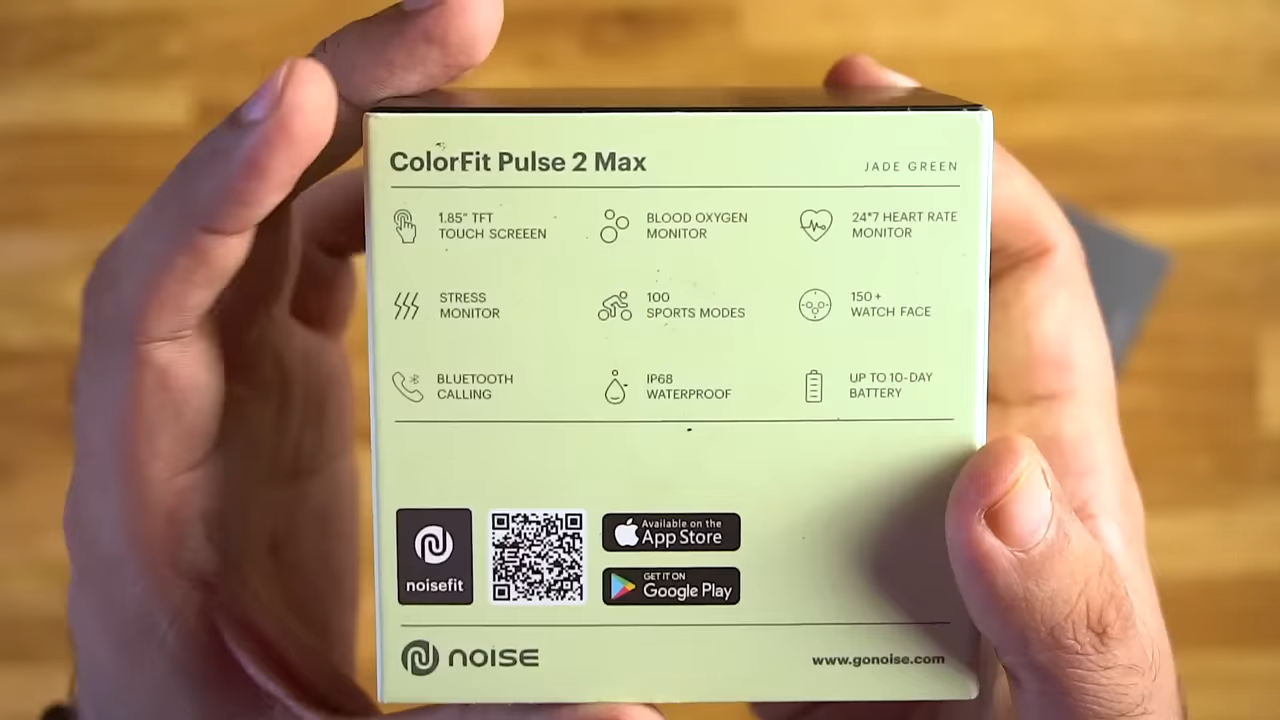 ColorFit Pulse 2 Max
JADE GREEN
1.85" TFT
TOUCH SCREEEN
BLOOD OXYGEN
MONITOR
24*7 HEART RATE
MONITOR
STRESS
MONITOR
100
SPORTS MODES
150+
WATCH FACE
BLUETOOTH
CALLING
IP68
WATERPROOF
UP TO 10-DAY
BATTERY
noisefit
Available on the
App Store
GET IT ON
Google Play
NOISE
www.gonoise.com